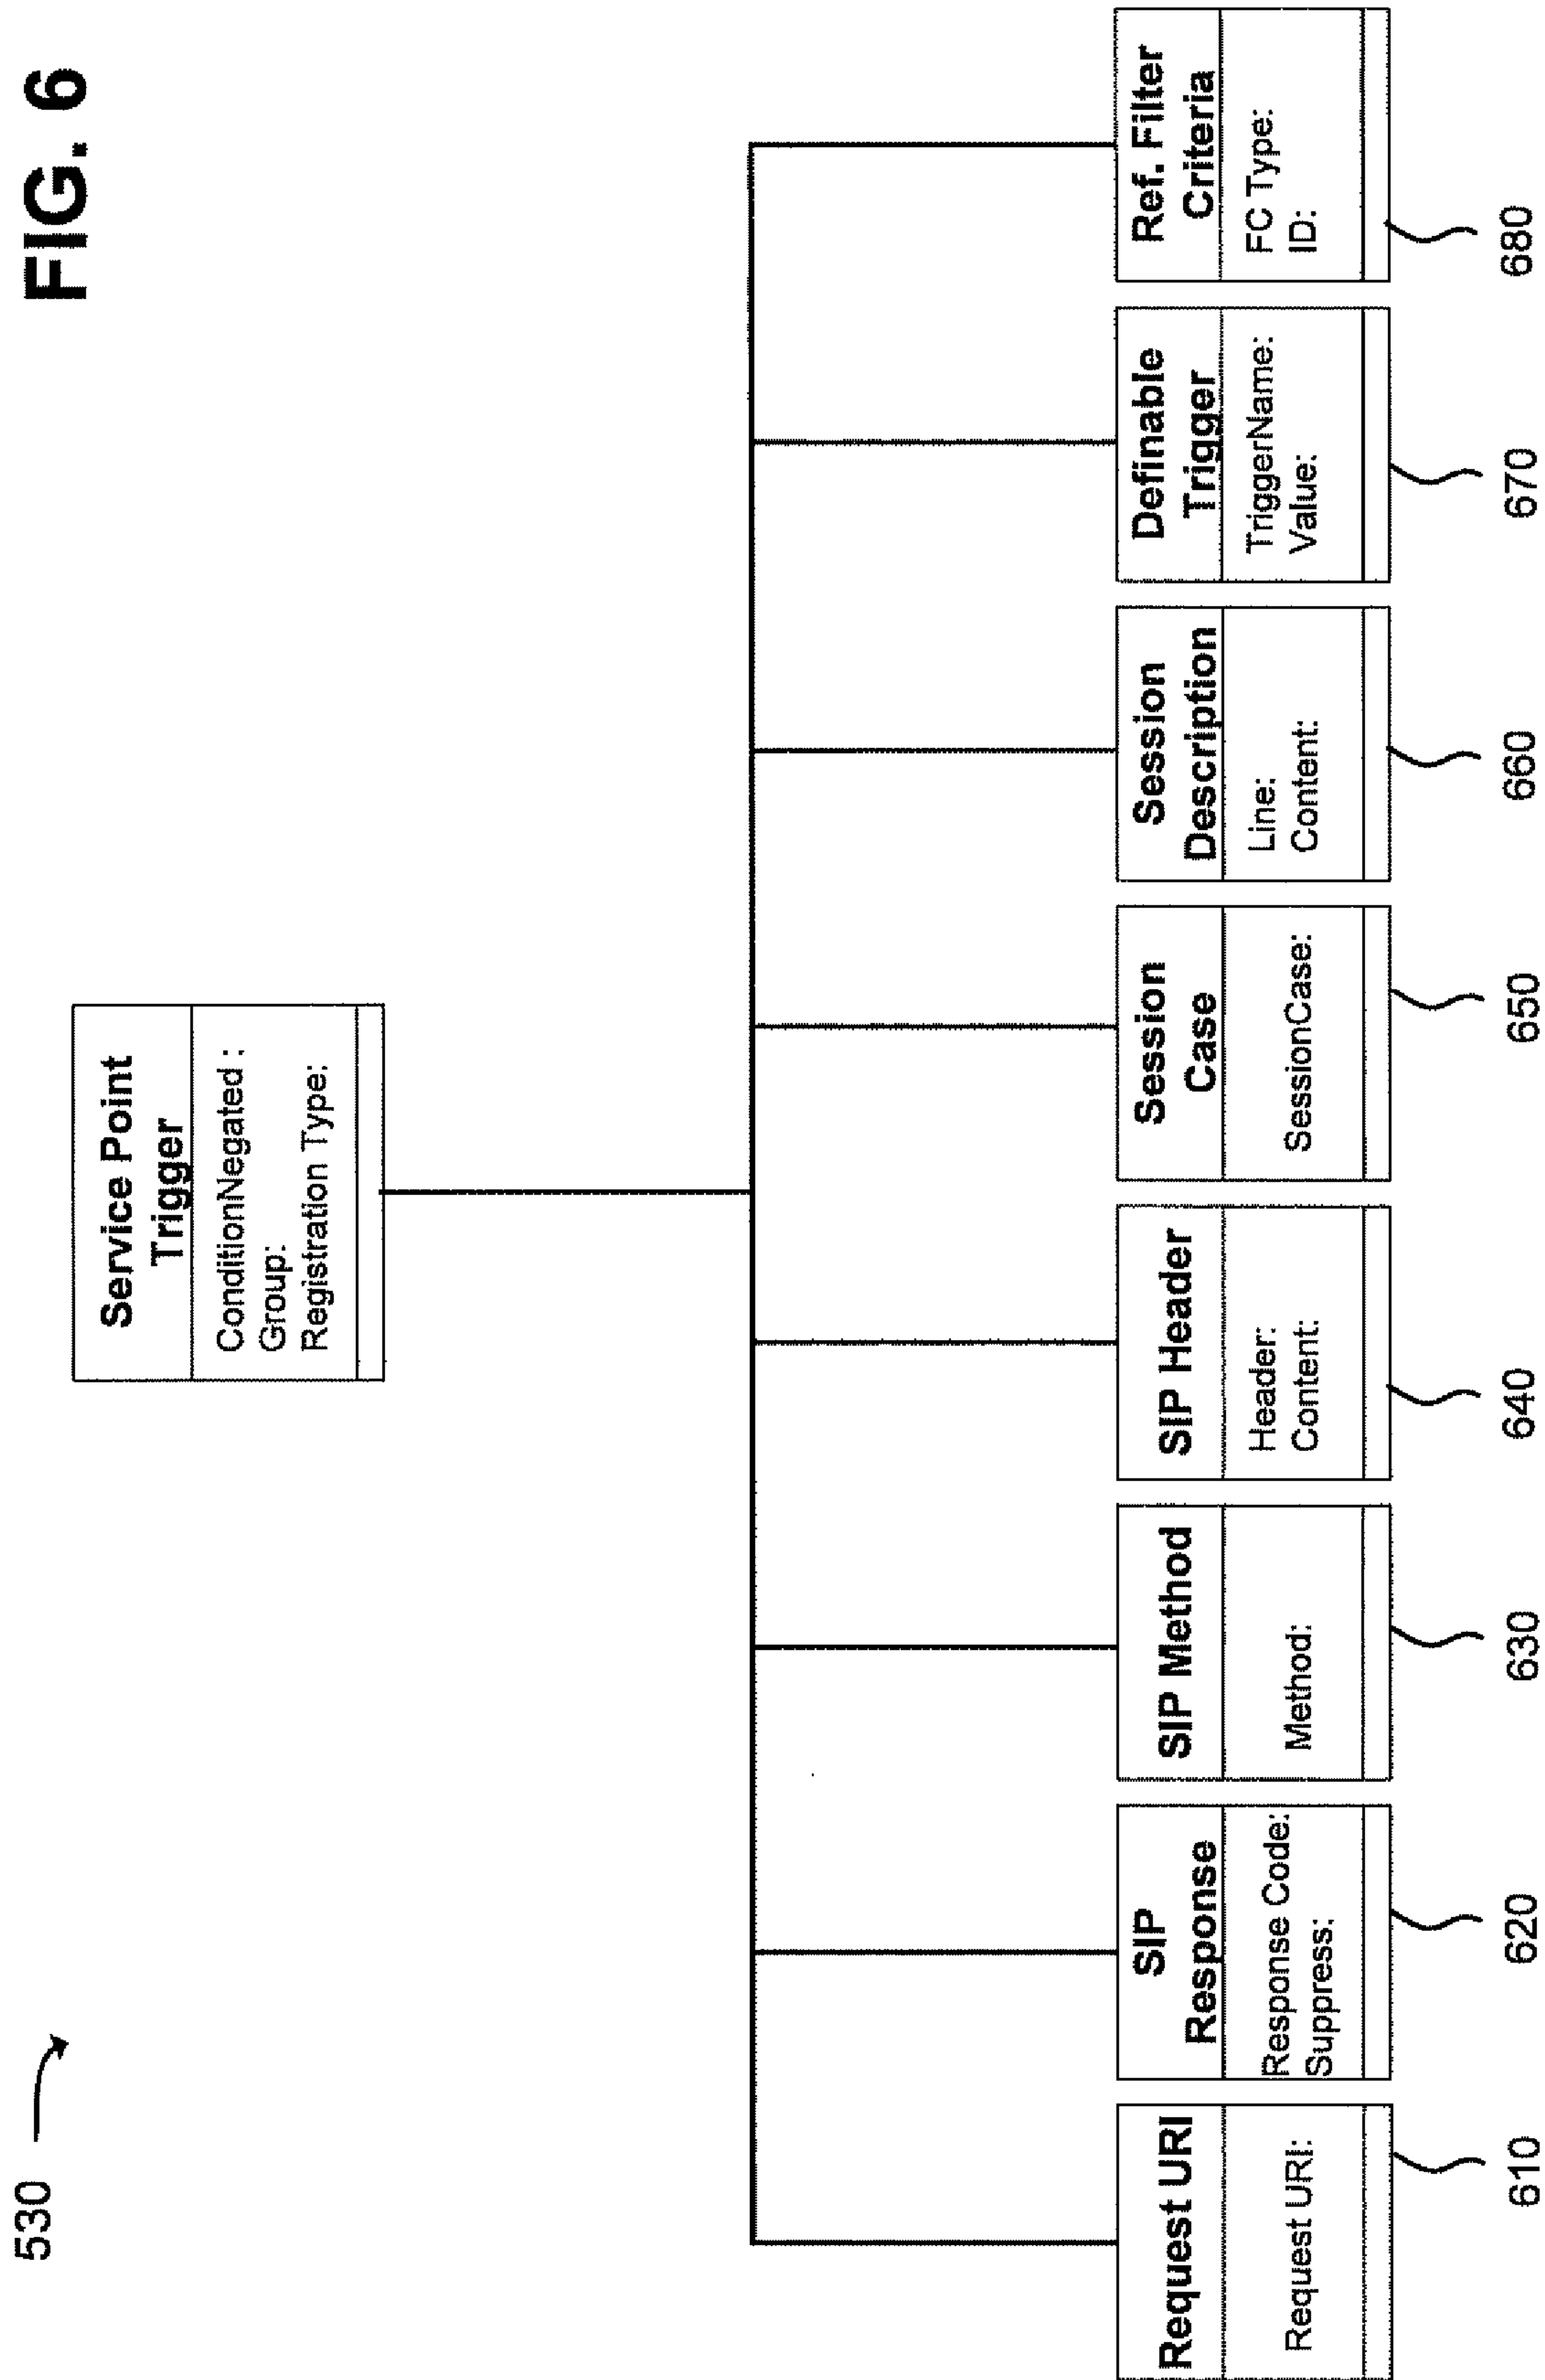 FIG. 6
530
Service Point
Trigger
ConditionNegated :
Group:
Registration Type:
Request URI
Request URI:
610
SIP
Response
Response Code:
Suppress:
620
SIP Method
Method:
630
SIP Header
Header:
Content:
640
Session
Case
SessionCase:
650
Session
Description
Line:
Content:
660
Definable
Trigger
TriggerName:
Value:
670
Ref. Filter
Criteria
FC Type:
ID:
680